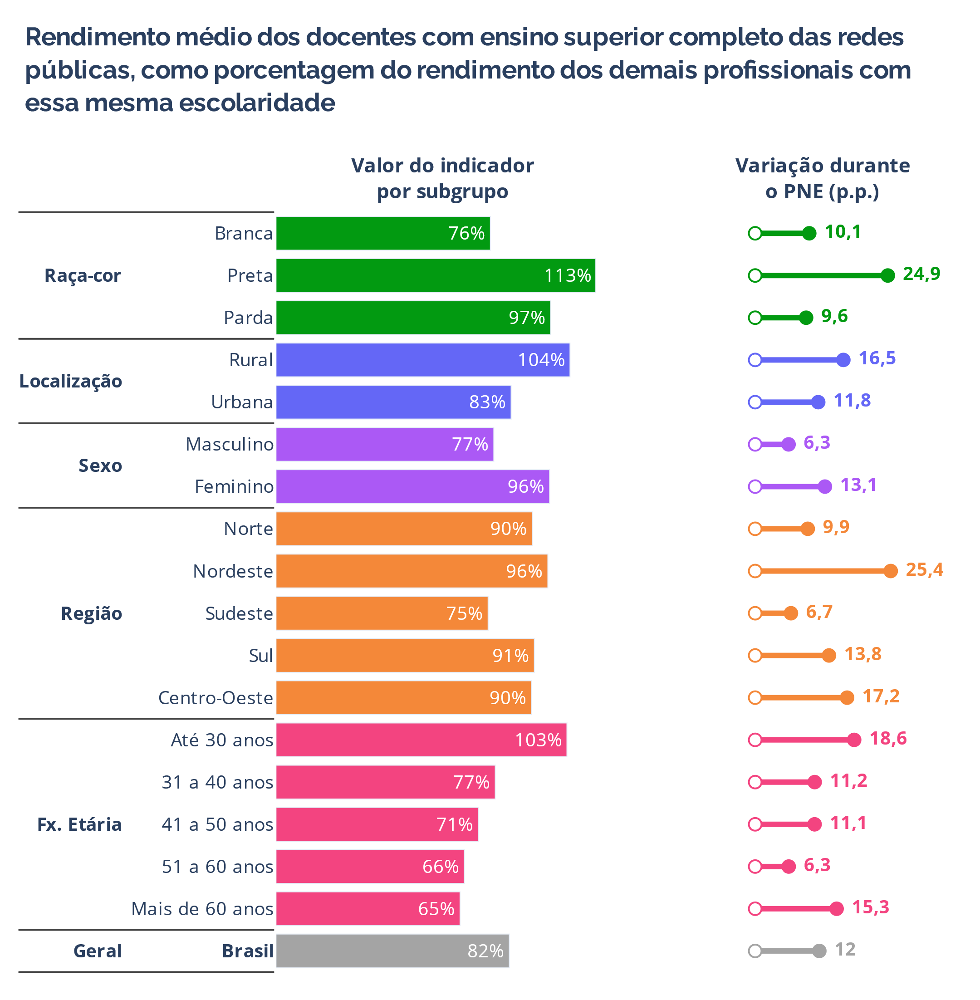 Rendimento médio dos docentes com ensino superior completo das redes
públicas, como porcentagem do rendimento dos demais profissionais com
essa mesma escolaridade
Valor do indicador
por subgrupo
Variação durante
o PNE (p.p.)
Raça-cor
Branca 76% 10,1
Preta 113% 24,9
Parda 97% 9,6
Localização
Rural 104% 16,5
Urbana 83% 11,8
Sexo
Masculino 77% 6,3
Feminino 96% 13,1
Região
Norte 90% 9,9
Nordeste 96% 25,4
Sudeste 75% 6,7
Sul 91% 13,8
Centro-Oeste 90% 17,2
Fx. Etária
Até 30 anos 103% 18,6
31 a 40 anos 77% 11,2
41 a 50 anos 71% 11,1
51 a 60 anos 66% 6,3
Mais de 60 anos 65% 15,3
Geral Brasil 82% 12